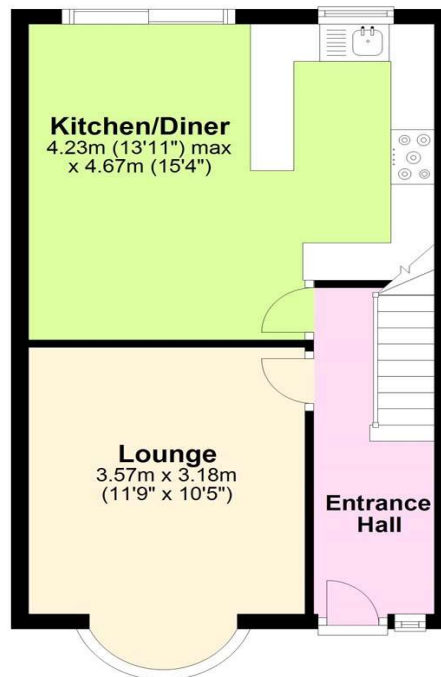 Kitchen/Diner
4.23m (13'11") max
x 4.67m (15'4")
Lounge
3.57m x 3.18m
(11'9" x 10'5")
Entrance
Hall